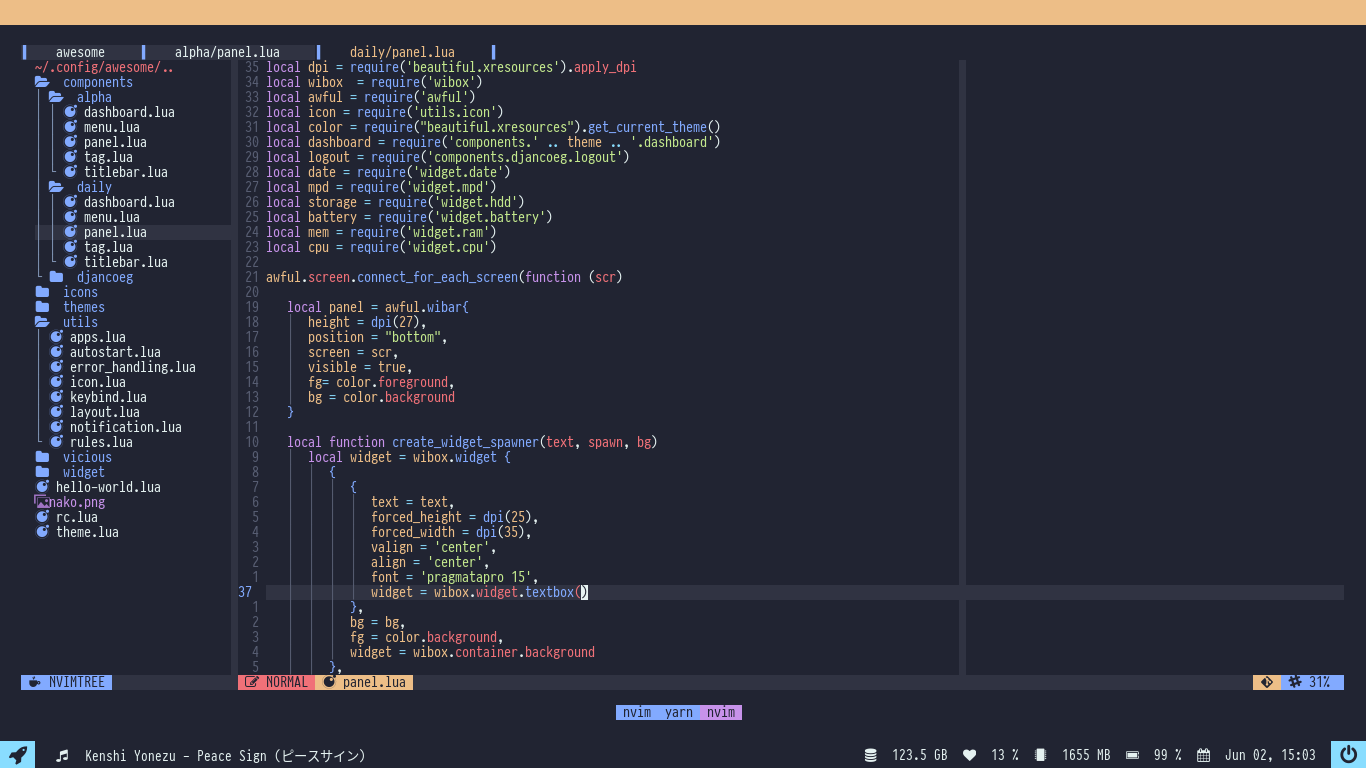 awesome alpha/panel.lua daily/panel.lua
~/.config/awesome/..
components
alpha
dashboard.lua
menu.lua
panel.lua
tag.lua
titlebar.lua
daily
dashboard.lua
menu.lua
panel.lua
tag.lua
titlebar.lua
djancoeg
icons
themes
utils
apps.lua
autostart.lua
error_handling.lua
icon.lua
keybind.lua
layout.lua
notification.lua
rules.lua
vicious
widget
hello-world.lua
nako.png
rc.lua
theme.lua
35 local dpi = require('beautiful.xresources').apply_dpi
34 local wibox  = require('wibox')
33 local awful = require('awful')
32 local icon = require('utils.icon')
31 local color = require("beautiful.xresources").get_current_theme()
30 local dashboard = require('components.' .. theme .. '.dashboard')
29 local logout = require('components.djancoeg.logout')
28 local date = require('widget.date')
27 local mpd = require('widget.mpd')
26 local storage = require('widget.hdd')
25 local battery = require('widget.battery')
24 local mem = require('widget.ram')
23 local cpu = require('widget.cpu')
22
21 awful.screen.connect_for_each_screen(function (scr)
20
19    local panel = awful.wibar{
18       height = dpi(27),
17       position = "bottom",
16       screen = scr,
15       visible = true,
14       fg= color.foreground,
13       bg = color.background
12    }
11
10    local function create_widget_spawner(text, spawn, bg)
9       local widget = wibox.widget {
8          {
7             {
6                text = text,
5                forced_height = dpi(25),
4                forced_width = dpi(35),
3                valign = 'center',
2                align = 'center',
1                font = 'pragmatapro 15',
37                widget = wibox.widget.textbox()
1             },
2             bg = bg,
3             fg = color.background,
4             widget = wibox.container.background
5          },
NVIMTREE NORMAL panel.lua 31%
nvim yarn nvim
Kenshi Yonezu - Peace Sign (ピースサイン) 123.5 GB 13 % 1655 MB 99 % Jun 02, 15:03